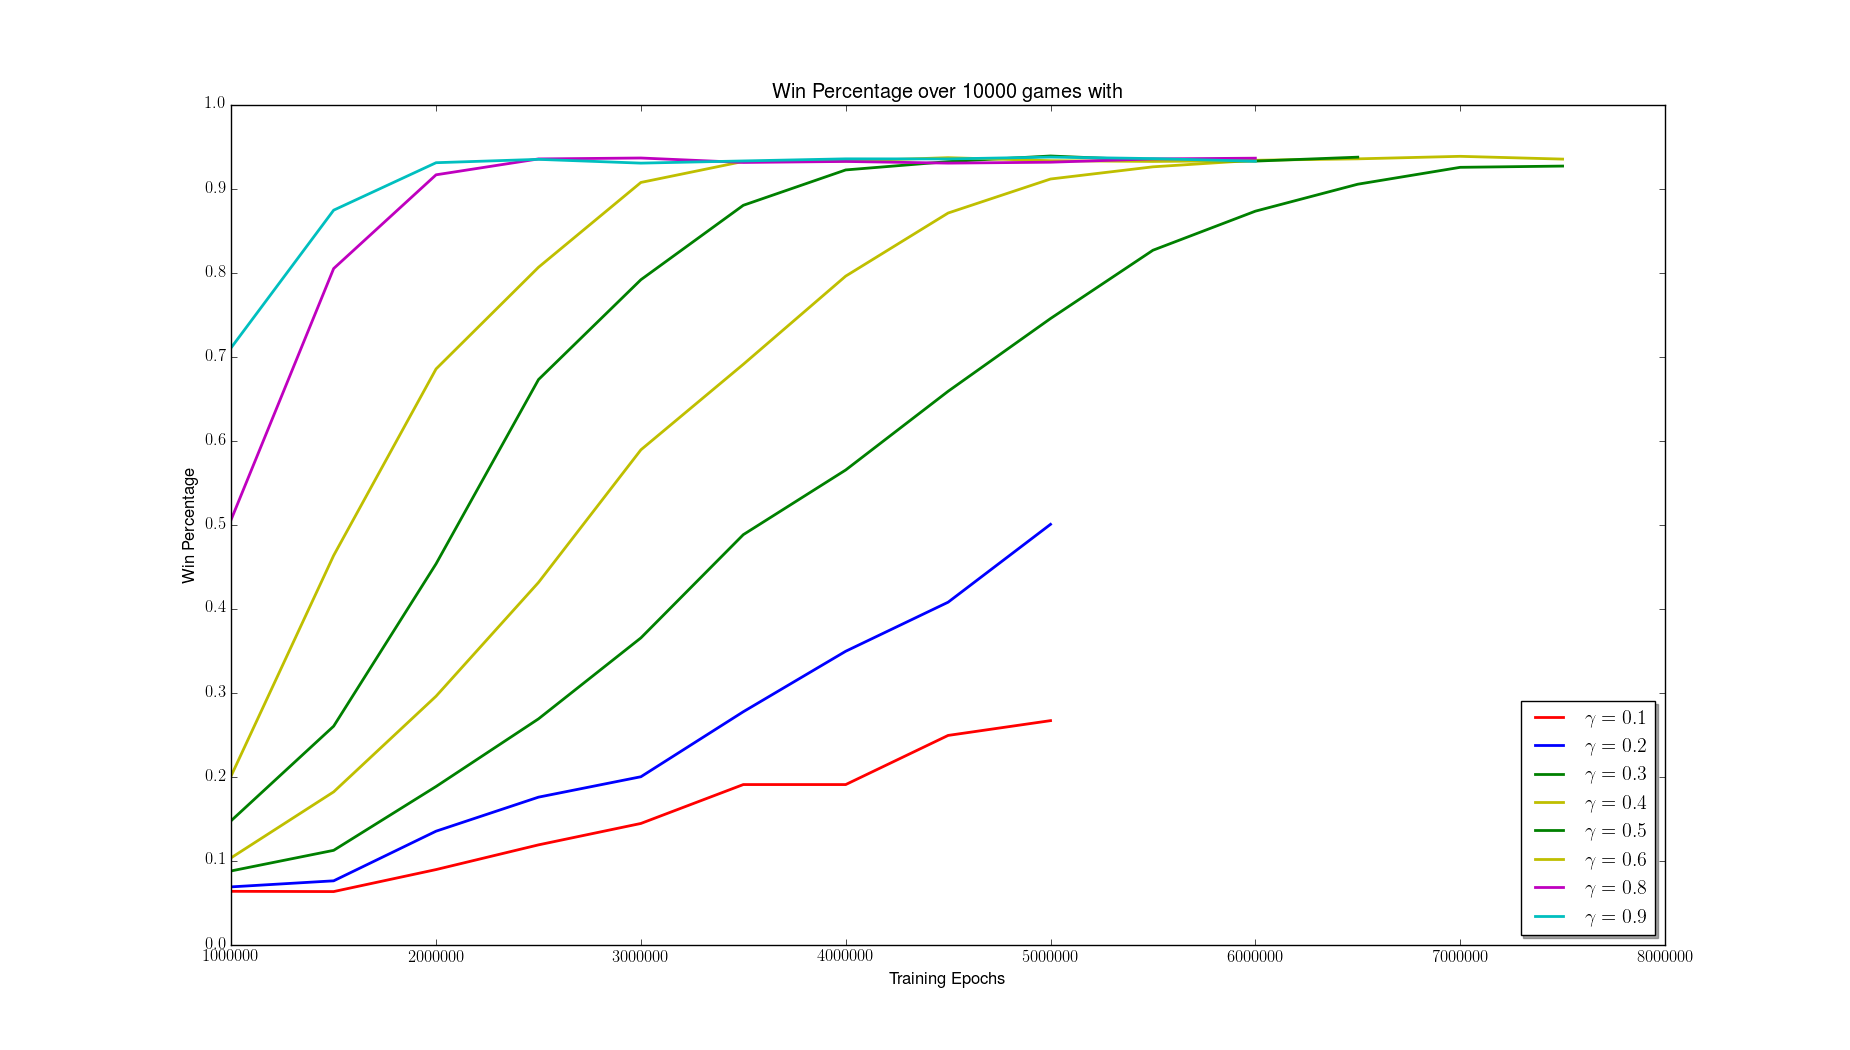 Win Percentage over 10000 games with
1.0
0.9
0.8
0.7
0.6
0.5
0.4
0.3
0.2
0.1
0.0
Win Percentage
1000000 2000000 3000000 4000000 5000000 6000000 7000000 8000000
Training Epochs
γ = 0.1
γ = 0.2
γ = 0.3
γ = 0.4
γ = 0.5
γ = 0.6
γ = 0.8
γ = 0.9